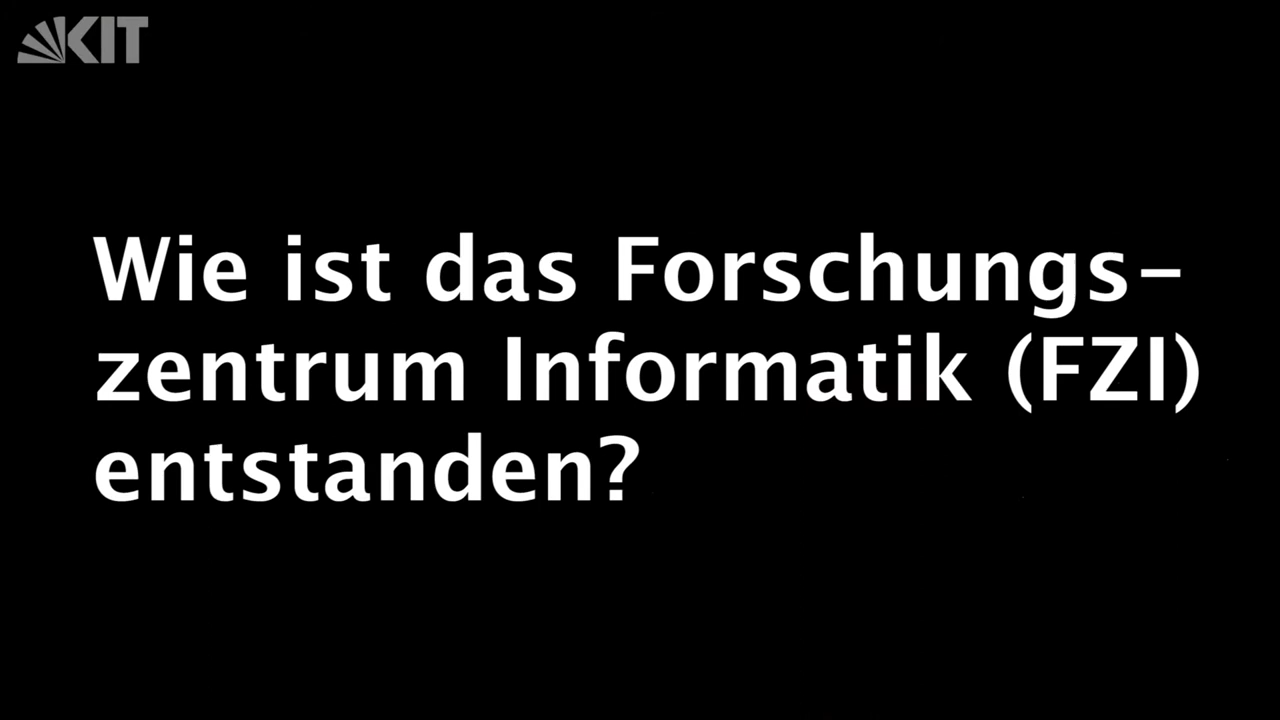 KIT
Wie ist das Forschungs-
zentrum Informatik (FZI)
entstanden?